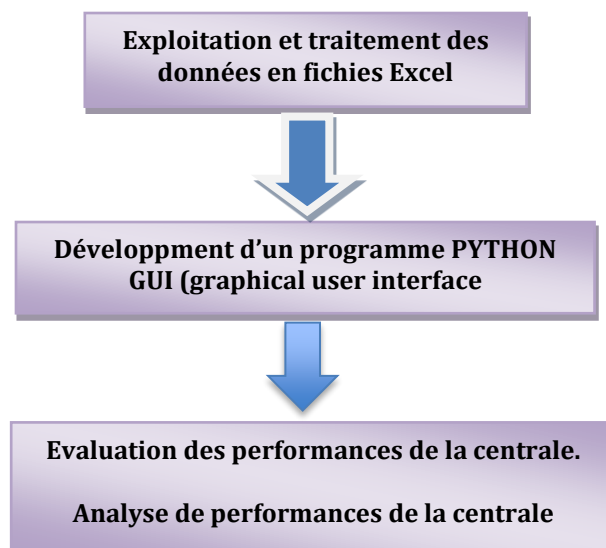 Exploitation et traitement des
données en fichies Excel
Développment d’un programme PYTHON
GUI (graphical user interface
Evaluation des performances de la centrale.
Analyse de performances de la centrale